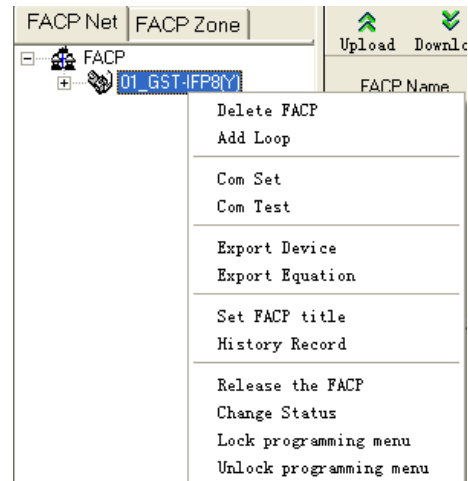 FACP Net FACP Zone
Upload Downlo
FACP
01_GST-IFP8(Y)
FACP Name
Delete FACP
Add Loop
Com Set
Com Test
Export Device
Export Equation
Set FACP title
History Record
Release the FACP
Change Status
Lock programming menu
Unlock programming menu